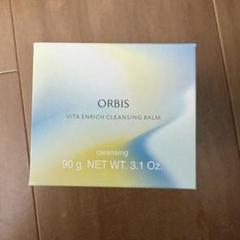 ORBIS
VITA ENRICH CLEANSING BALM
cleansing
90 g NET WT. 3.1 Oz.